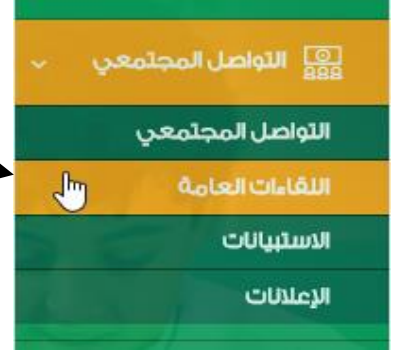 التواصل المجتمعي
التواصل المجتمعي
اللقاءات العامة
الاستبيانات
الإعلانات